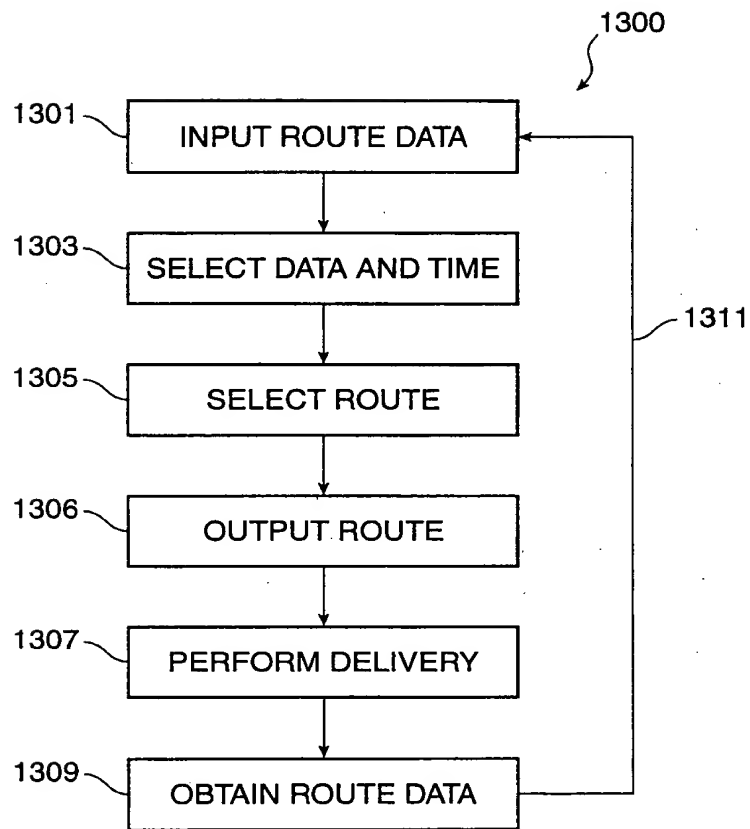 1300
1301
INPUT ROUTE DATA
1303
SELECT DATA AND TIME
1311
1305
SELECT ROUTE
1306
OUTPUT ROUTE
1307
PERFORM DELIVERY
1309
OBTAIN ROUTE DATA